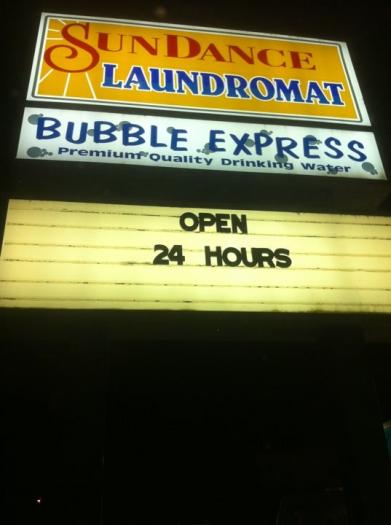 SUNDANCE
LAUNDROMAT
BUBBLE EXPRESS
Premium Quality Drinking Water
OPEN
24 HOURS